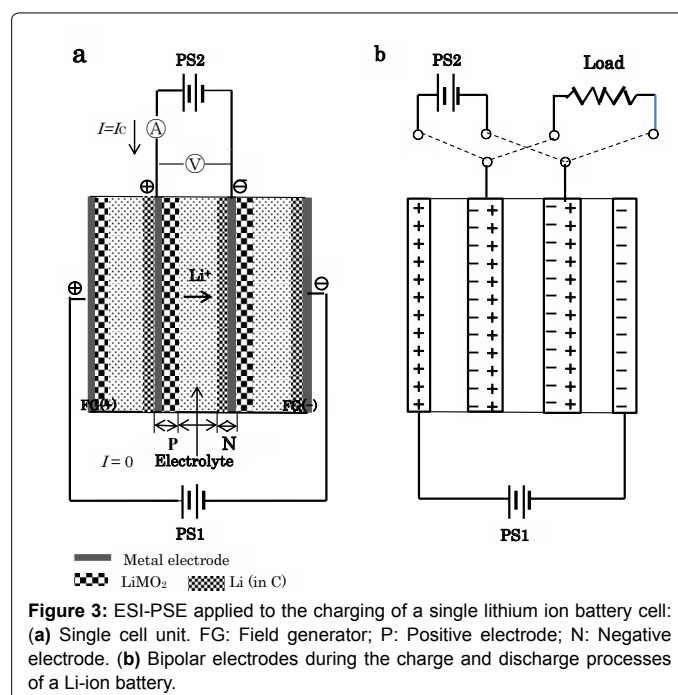 a
PS2
I=Ic
A
V
⊕
⊖
Li⁺
⊕
⊖
FG(+)
FG(-)
P
N
I = 0
Electrolyte
PS1
b
PS2
Load
+ - + - + -
PS1
Metal electrode
LiMO₂ Li (in C)
Figure 3: ESI-PSE applied to the charging of a single lithium ion battery cell:
(a) Single cell unit. FG: Field generator; P: Positive electrode; N: Negative
electrode. (b) Bipolar electrodes during the charge and discharge processes
of a Li-ion battery.